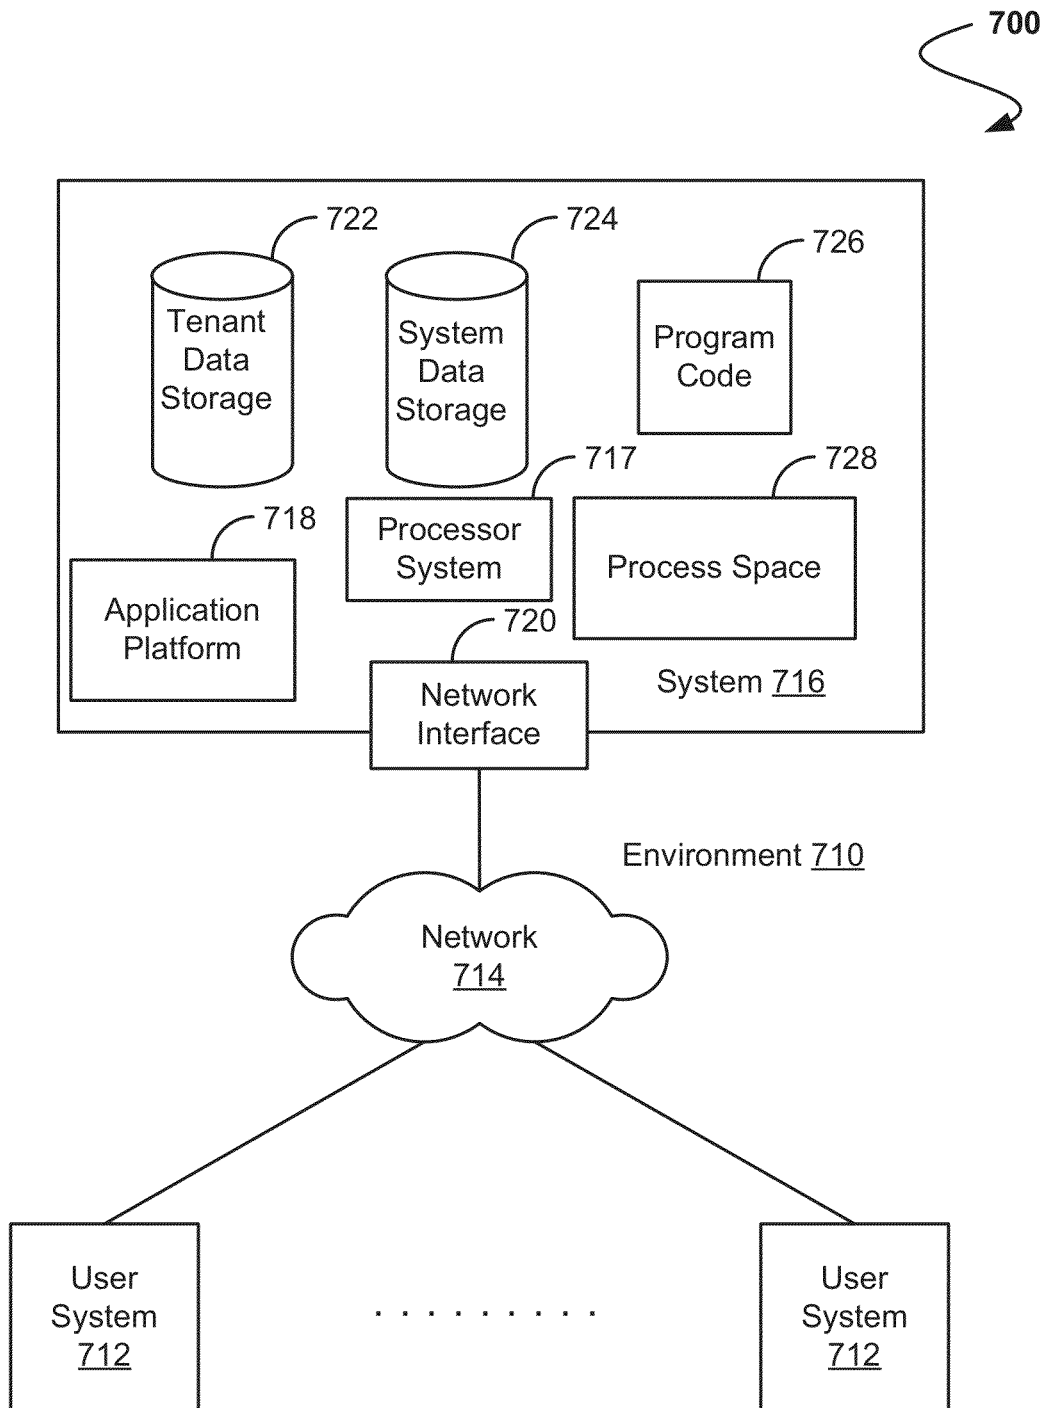 700
722
724
726
Tenant
Data
Storage
System
Data
Storage
Program
Code
717
728
718
Processor
System
Process Space
Application
Platform
720
Network
Interface
System 716
Environment 710
Network
714
User
System
712
. . . . . . . . .
User
System
712